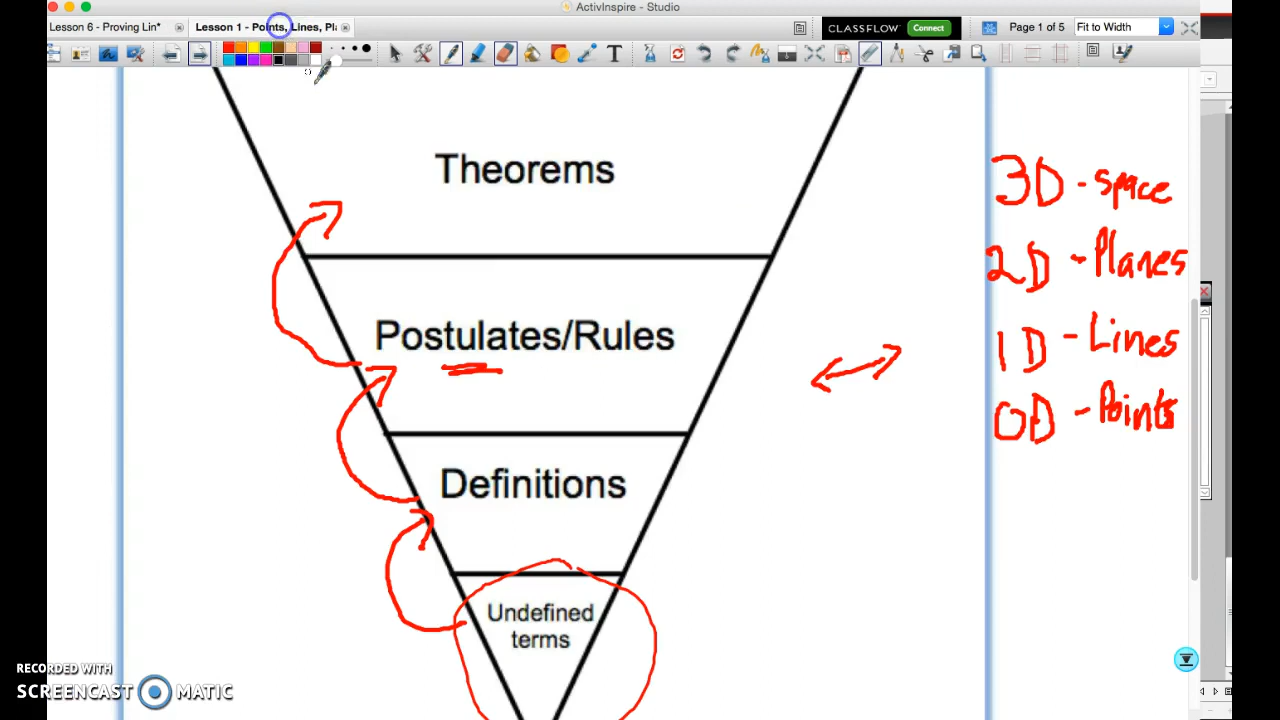 ActivInspire - Studio
Lesson 6 - Proving Lin*
Lesson 1 - Points, Lines, Pl
CLASSFLOW Connect
Page 1 of 5
Fit to Width
Theorems
3D - space
2D - Planes
Postulates/Rules
1D - Lines
0D - Points
Definitions
Undefined
terms
RECORDED WITH
SCREENCAST MATIC